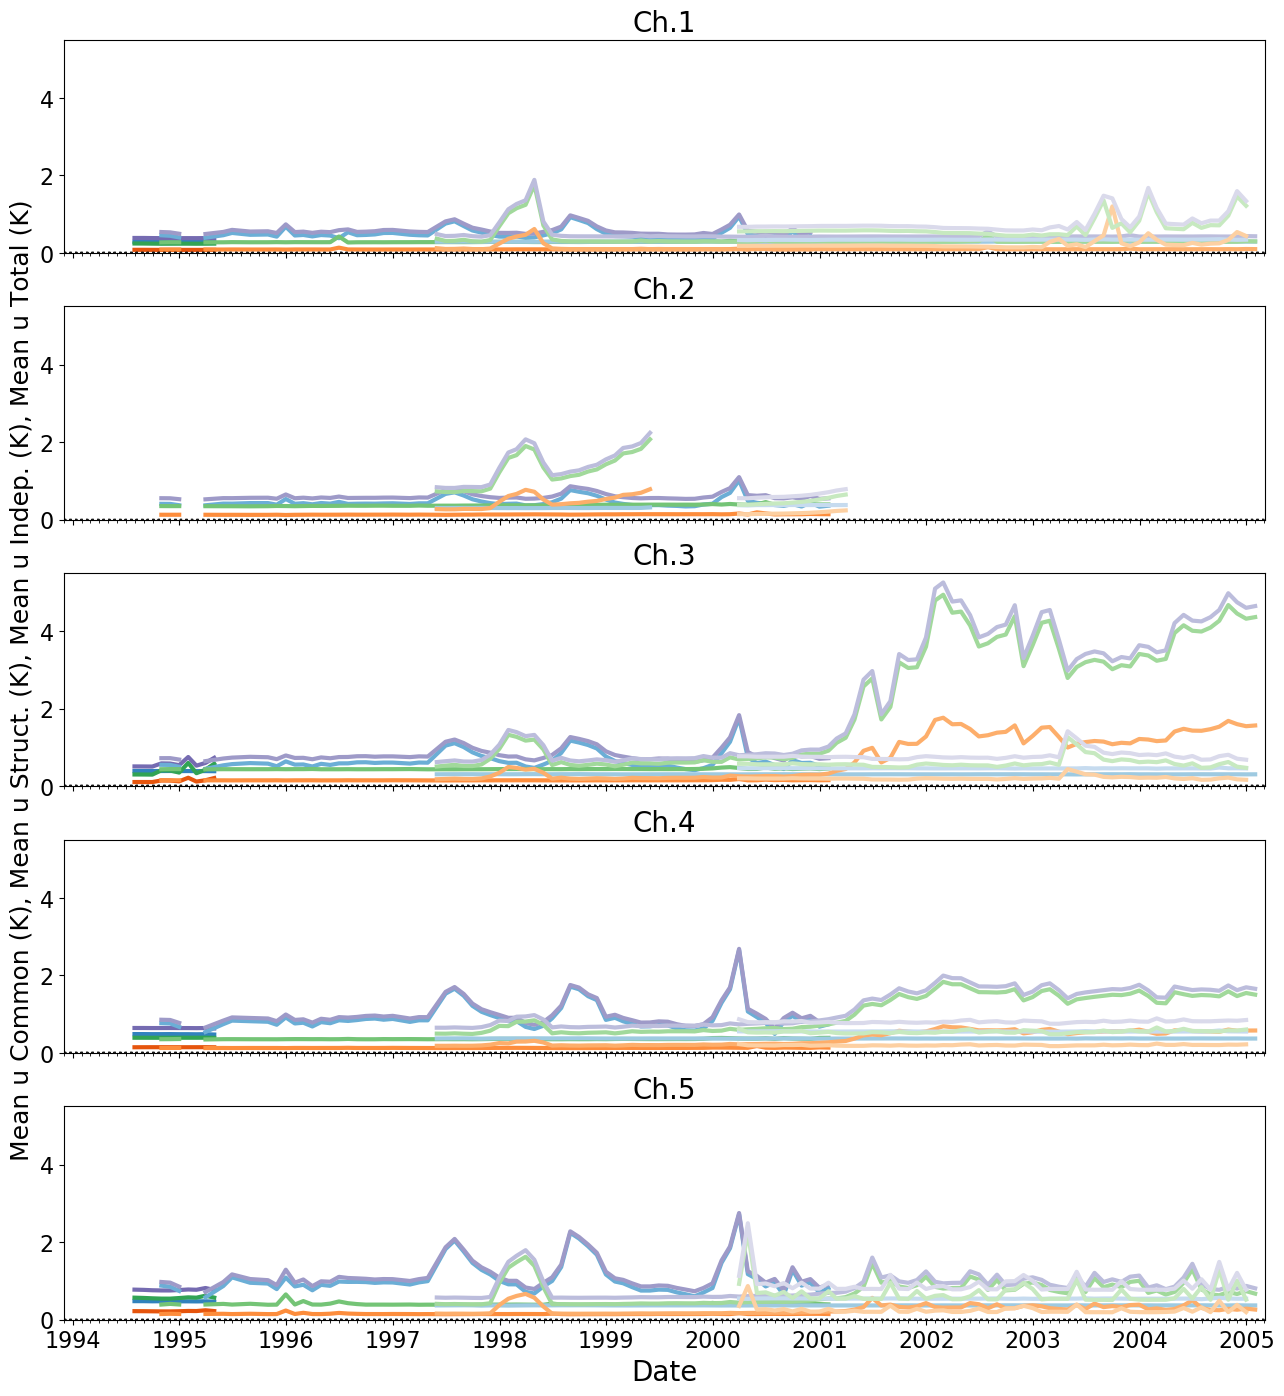 Ch.1
4
2
0
Ch.2
4
2
0
Ch.3
4
2
0
Ch.4
4
2
0
Ch.5
4
2
0
1994 1995 1996 1997 1998 1999 2000 2001 2002 2003 2004 2005
Date
Mean u Common (K), Mean u Struct. (K), Mean u Indep. (K), Mean u Total (K)